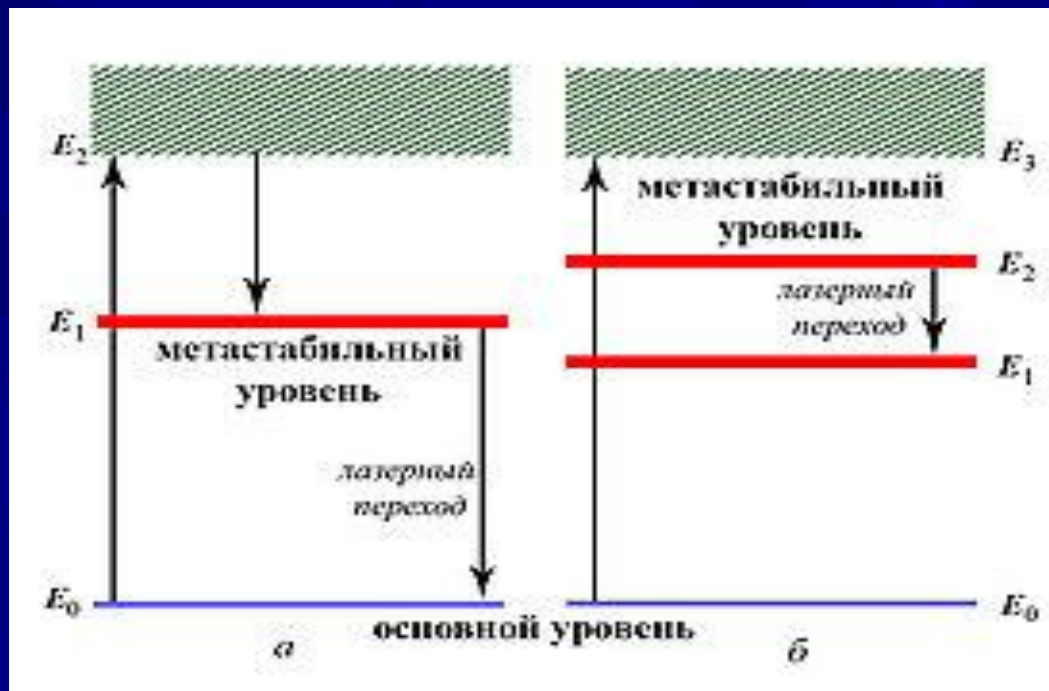 E₂
E₁
метастабильный
уровень
лазерный
переход
E₀
а
E₃
метастабильный
уровень
E₂
лазерный
переход
E₁
E₀
основной уровень
б